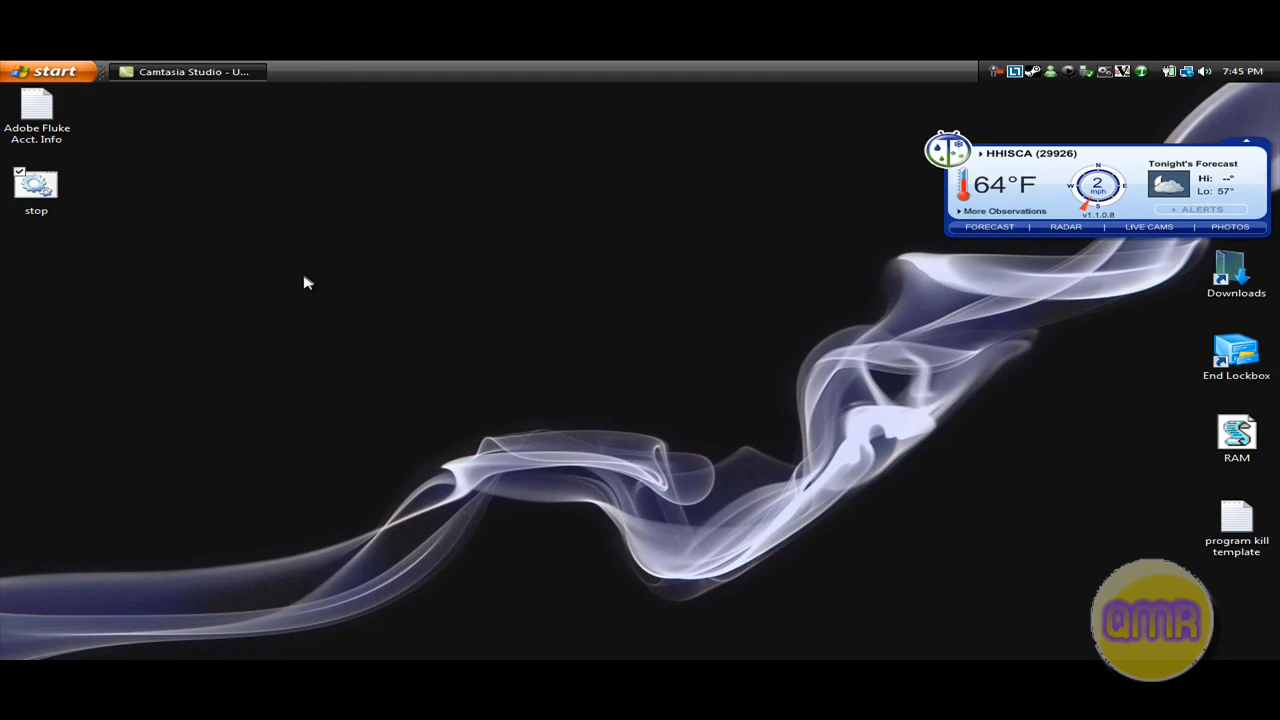 start
Camtasia Studio - U...
7:45 PM
Adobe Fluke
Acct. Info
stop
HHISCA (29926)
64°F
More Observations
N
W
E
S
2
mph
v1.1.0.8
Tonight's Forecast
Hi: --°
Lo: 57°
ALERTS
FORECAST | RADAR | LIVE CAMS | PHOTOS
Downloads
End Lockbox
RAM
program kill
template
QMR